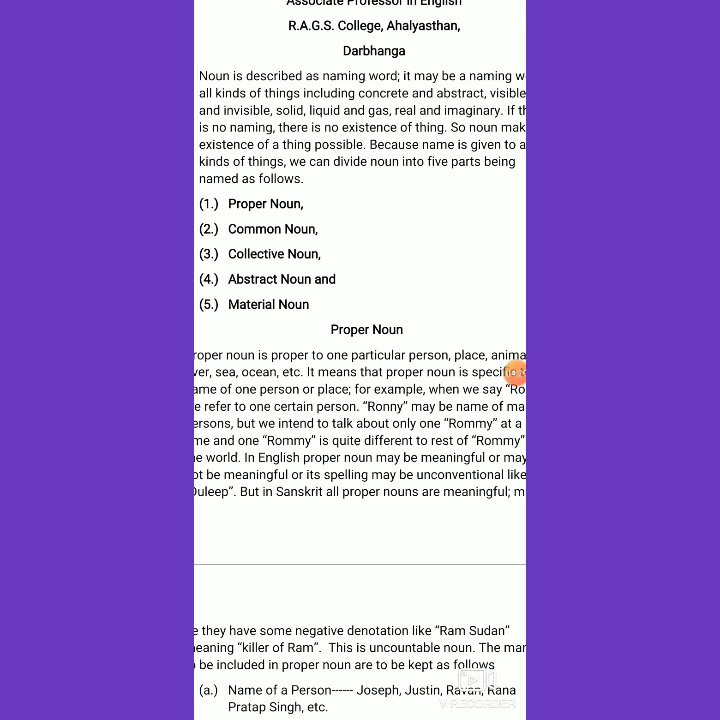 Associate Professor in English
R.A.G.S. College, Ahalyasthan,
Darbhanga
Noun is described as naming word; it may be a naming w
all kinds of things including concrete and abstract, visible
and invisible, solid, liquid and gas, real and imaginary. If th
is no naming, there is no existence of thing. So noun mak
existence of a thing possible. Because name is given to a
kinds of things, we can divide noun into five parts being
named as follows.
(1.) Proper Noun,
(2.) Common Noun,
(3.) Collective Noun,
(4.) Abstract Noun and
(5.) Material Noun
Proper Noun
roper noun is proper to one particular person, place, anima
ver, sea, ocean, etc. It means that proper noun is specific t
ame of one person or place; for example, when we say “Ro
e refer to one certain person. “Ronny” may be name of ma
ersons, but we intend to talk about only one “Rommy” at a
me and one “Rommy” is quite different to rest of “Rommy”
e world. In English proper noun may be meaningful or may
ot be meaningful or its spelling may be unconventional like
Duleep”. But in Sanskrit all proper nouns are meaningful; m
e they have some negative denotation like “Ram Sudan”
eaning “killer of Ram”. This is uncountable noun. The mar
be included in proper noun are to be kept as follows
(a.) Name of a Person------ Joseph, Justin, Ravan, Rana
Pratap Singh, etc.
V RECORDER